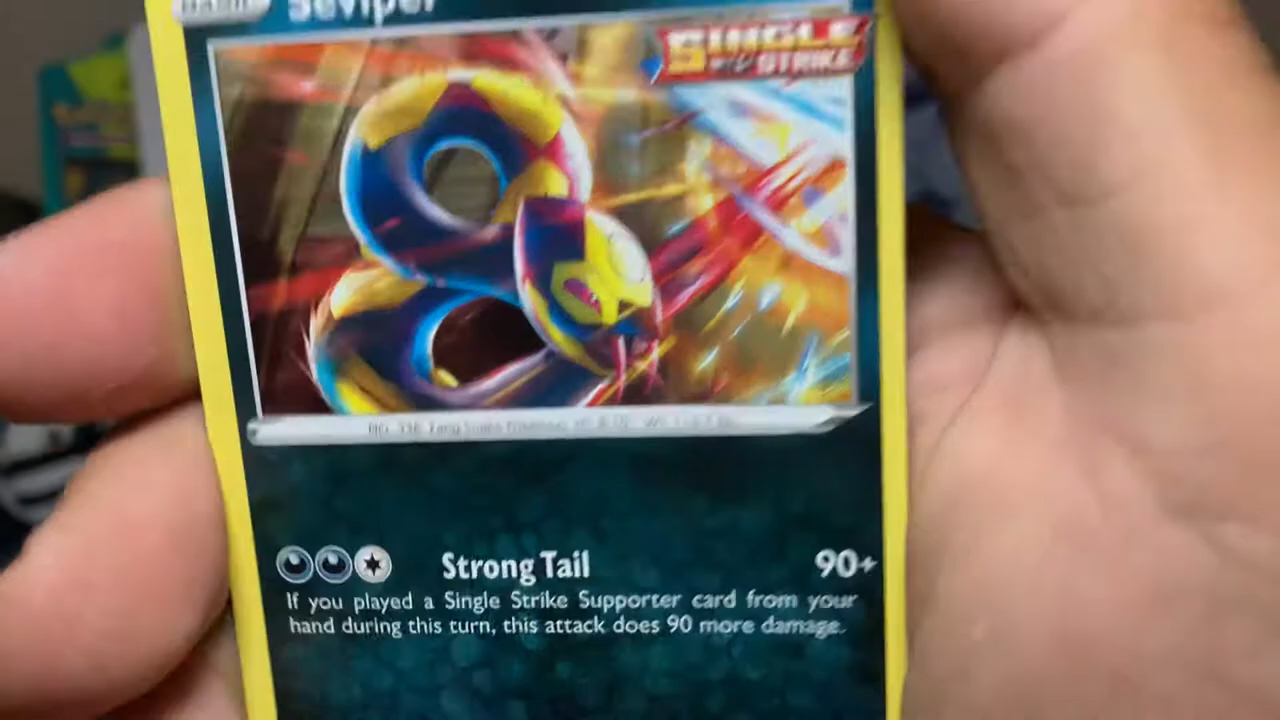 Seviper
SINGLE
STRIKE
Strong Tail 90+
If you played a Single Strike Supporter card from your
hand during this turn, this attack does 90 more damage.